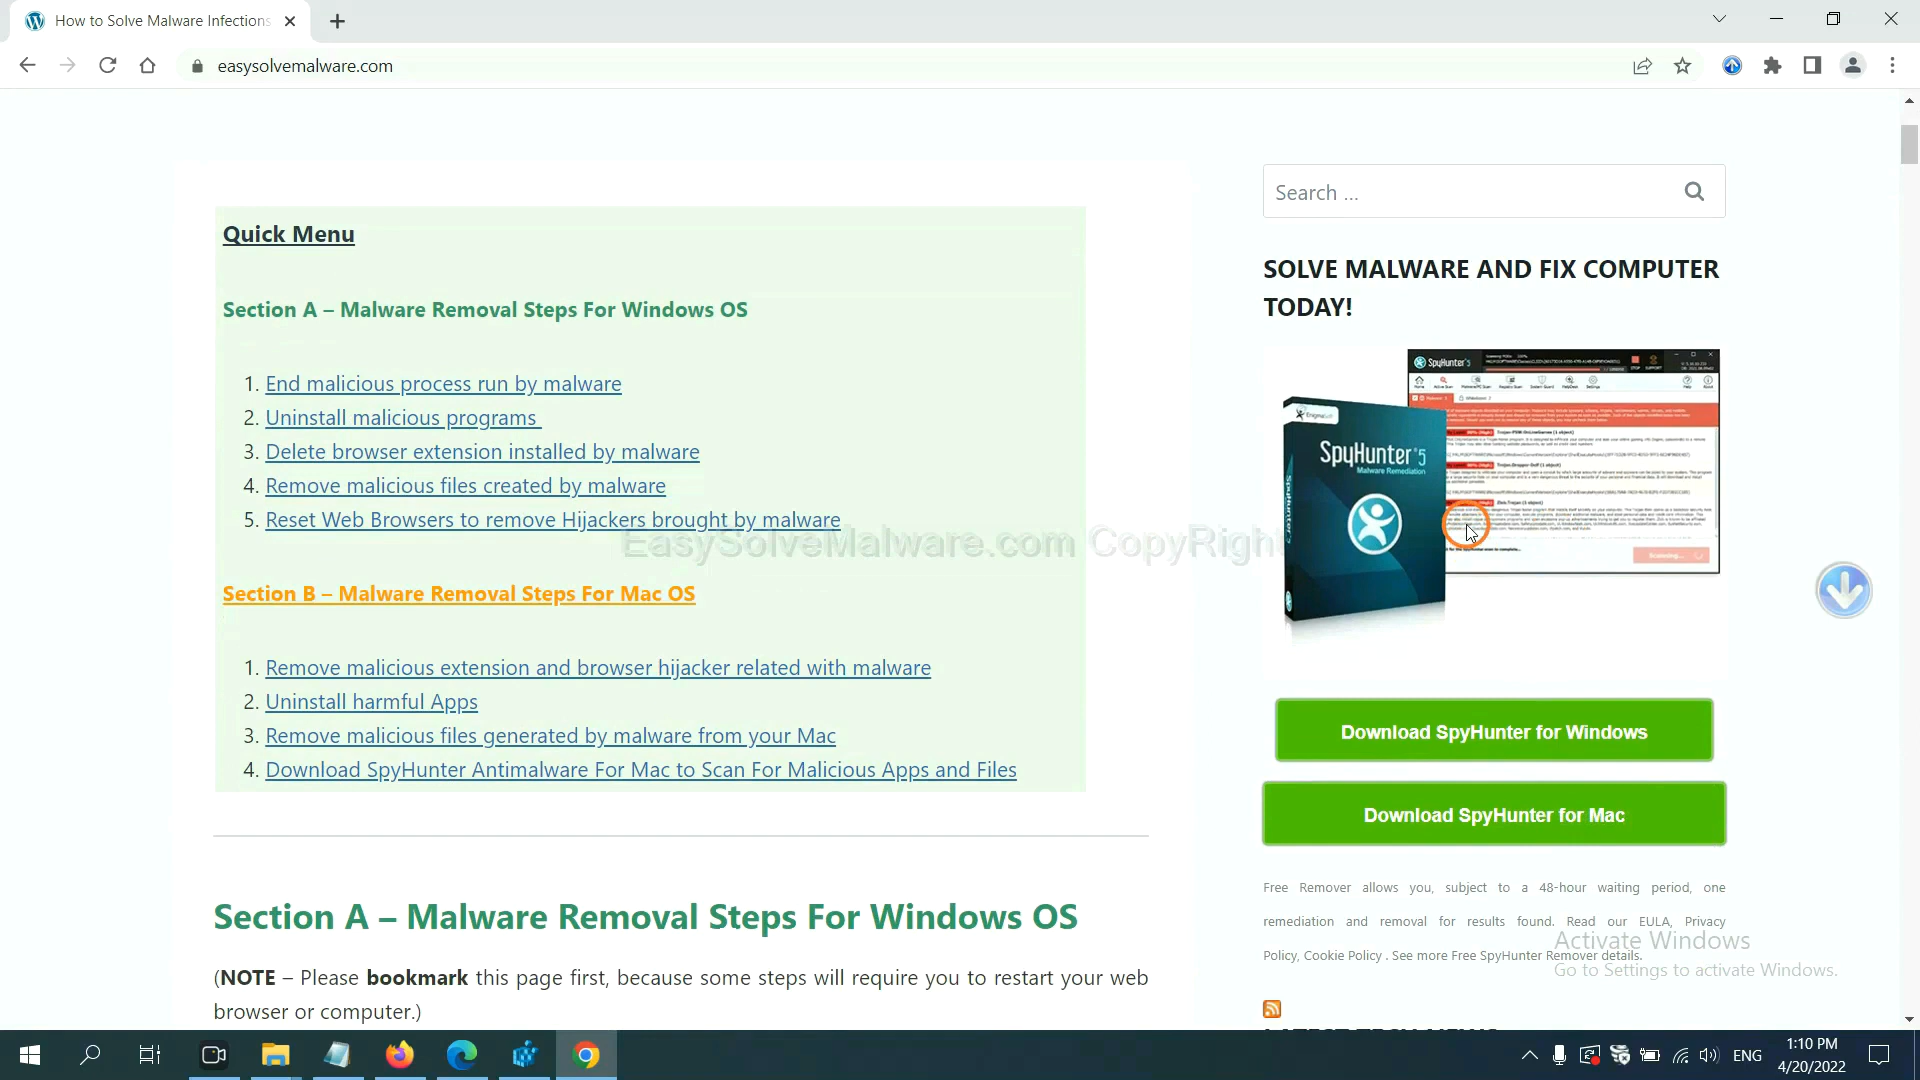 How to Solve Malware Infections
easysolvemalware.com
Search ...
Quick Menu
SOLVE MALWARE AND FIX COMPUTER
TODAY!
Section A – Malware Removal Steps For Windows OS
1. End malicious process run by malware
2. Uninstall malicious programs
3. Delete browser extension installed by malware
4. Remove malicious files created by malware
5. Reset Web Browsers to remove Hijackers brought by malware
EasySolveMalware.com CopyRigh
SpyHunter 5
EnigmaSoft
SpyHunter 5
Malware Remediation
Scanning...
Section B – Malware Removal Steps For Mac OS
1. Remove malicious extension and browser hijacker related with malware
2. Uninstall harmful Apps
3. Remove malicious files generated by malware from your Mac
4. Download SpyHunter Antimalware For Mac to Scan For Malicious Apps and Files
Download SpyHunter for Windows
Download SpyHunter for Mac
Free Remover allows you, subject to a 48-hour waiting period, one
remediation and removal for results found. Read our EULA, Privacy
Policy, Cookie Policy . See more Free SpyHunter Remover details.
Activate Windows
Go to Settings to activate Windows.
Section A – Malware Removal Steps For Windows OS
(NOTE – Please bookmark this page first, because some steps will require you to restart your web
browser or computer.)
LATEST TECH NEWS
ENG
1:10 PM
4/20/2022